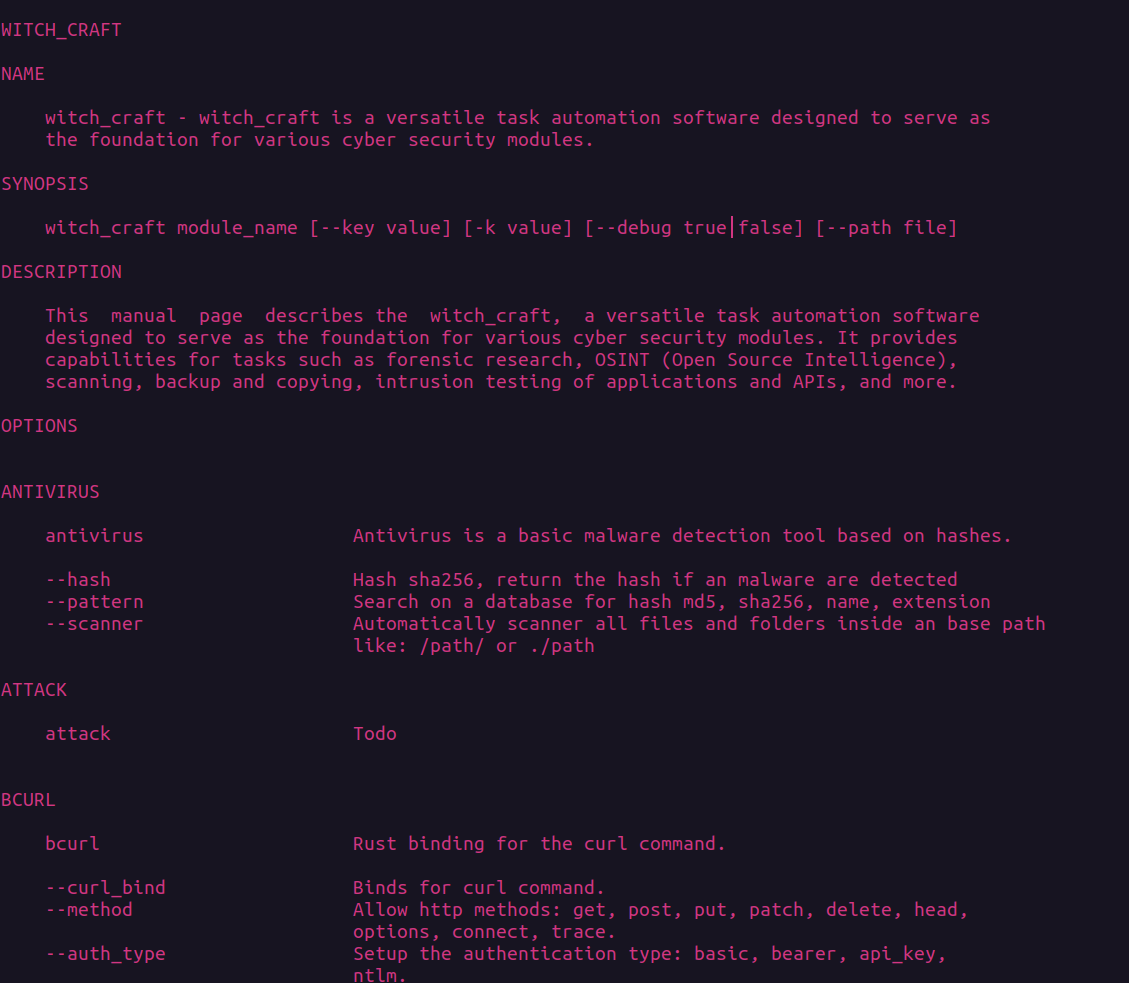 WITCH_CRAFT
NAME
witch_craft - witch_craft is a versatile task automation software designed to serve as
the foundation for various cyber security modules.
SYNOPSIS
witch_craft module_name [--key value] [-k value] [--debug true|false] [--path file]
DESCRIPTION
This  manual  page  describes the  witch_craft,  a versatile task automation software
designed to serve as the foundation for various cyber security modules. It provides
capabilities for tasks such as forensic research, OSINT (Open Source Intelligence),
scanning, backup and copying, intrusion testing of applications and APIs, and more.
OPTIONS
ANTIVIRUS
antivirus                   Antivirus is a basic malware detection tool based on hashes.
--hash                      Hash sha256, return the hash if an malware are detected
--pattern                   Search on a database for hash md5, sha256, name, extension
--scanner                   Automatically scanner all files and folders inside an base path
like: /path/ or ./path
ATTACK
attack                      Todo
BCURL
bcurl                       Rust binding for the curl command.
--curl_bind                 Binds for curl command.
--method                    Allow http methods: get, post, put, patch, delete, head,
options, connect, trace.
--auth_type                 Setup the authentication type: basic, bearer, api_key,
ntlm.